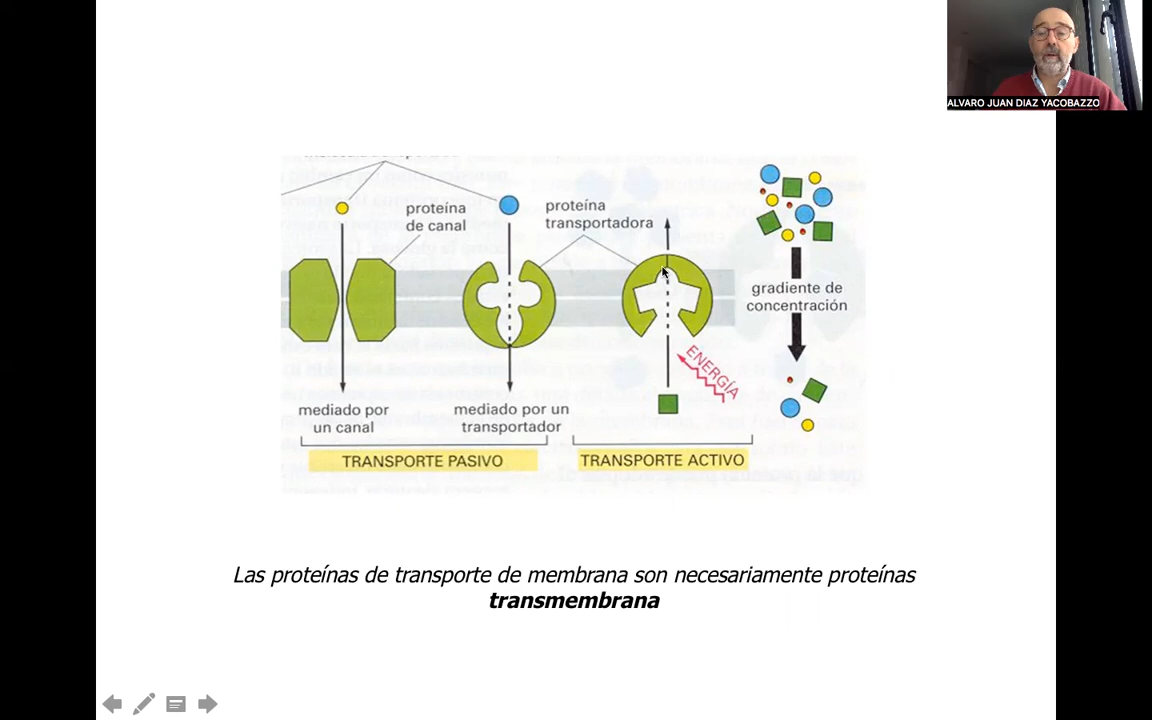 ALVARO JUAN DIAZ YACOBAZZO
proteína
de canal
proteína
transportadora
gradiente de
concentración
ENERGÍA
mediado por
un canal
mediado por un
transportador
TRANSPORTE PASIVO
TRANSPORTE ACTIVO
Las proteínas de transporte de membrana son necesariamente proteínas
transmembrana